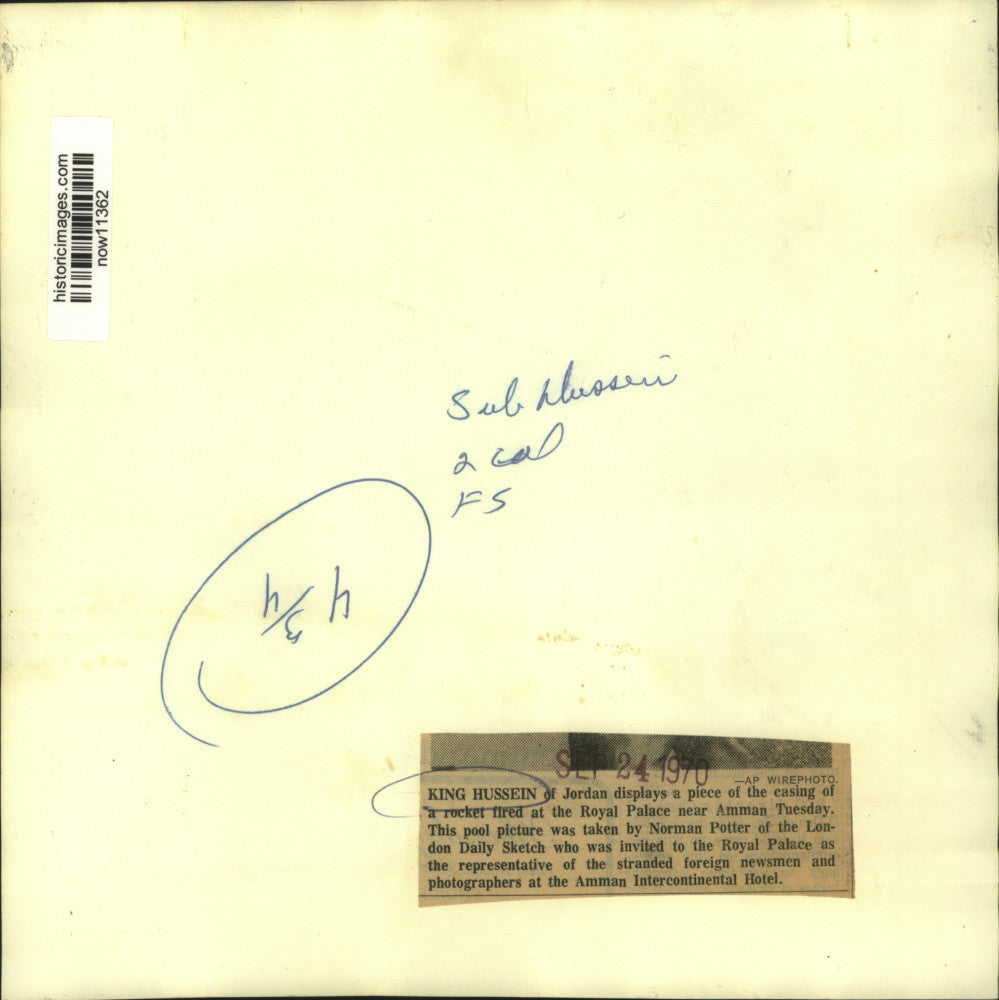 historicimages.com
now11362
Sub Hussein
2 col
FS
4 3/4
SEP 24 1970
—AP WIREPHOTO.
KING HUSSEIN of Jordan displays a piece of the casing of
a rocket fired at the Royal Palace near Amman Tuesday.
This pool picture was taken by Norman Potter of the Lon-
don Daily Sketch who was invited to the Royal Palace as
the representative of the stranded foreign newsmen and
photographers at the Amman Intercontinental Hotel.